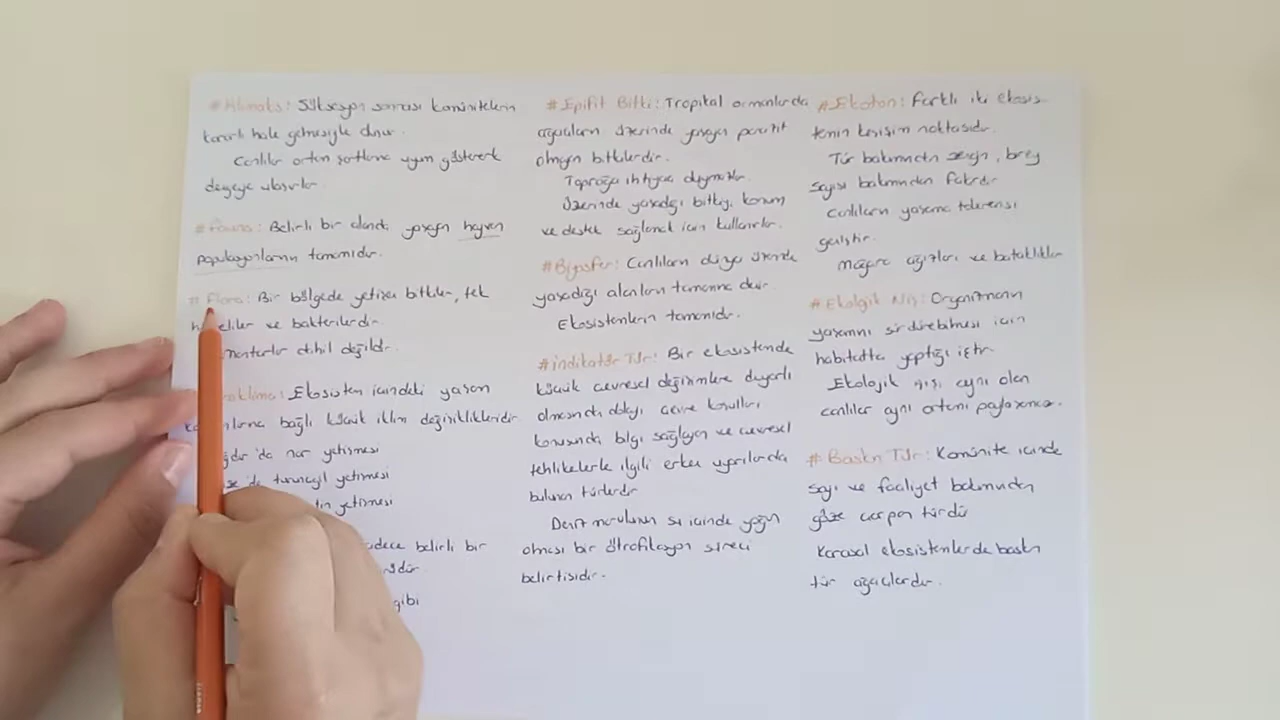 #Klimaks: Süksesyon sonrası komünitelerin
kararlı hale gelmesiyle oluşur.
Canlılar ortam şartlarına uyum göstererek
dengeye ulaşırlar.
#Fauna: Belirli bir alanda yaşayan hayvan
populasyonlarının tamamıdır.
#Flora: Bir bölgede yetişen bitkiler, tek
ve bakterilerdir.
mantarlar dahil değildir.
Ekosistem içindeki yaşam
bağlı küçük iklim değişiklikleridir.
'da nar yetişmesi
'de turunçgil yetişmesi
yetişmesi
belirli bir
gibi
#Epifit Bitki: Tropikal ormanlarda
ağaçların üzerinde yaşayan parazit
olmayan bitkilerdir.
Toprağa ihtiyaç duymazlar.
Üzerinde yaşadığı bitkiyi, konum
ve destek sağlamak için kullanırlar.
#Biyosfer: Canlıların dünya üzerinde
yaşadığı alanların tamamına denir.
Ekosistemlerin tamamıdır.
#indikatör Tür: Bir ekosistemde
küçük çevresel değişimlere duyarlı
olmasından dolayı çevre koşulları
konusunda bilgi sağlayan ve çevresel
tehlikelerle ilgili erken uyarılarda
bulunan türlerdir
Deniz marulunun su içinde yoğun
olması bir ötrofikasyon süreci
belirtisidir.
#Ekoton: Farklı iki ekosis-
temin kesişim noktasıdır.
Tür bakımından zengin, birey
sayısı bakımından fakirdir
Canlıların yaşama toleransı
geniştir.
mağara ağızları ve bataklıklar
#Ekolojik Niş: Organizmanın
yaşamını sürdürebilmesi için
habitatta yaptığı iştir.
Ekolojik nişi aynı olan
canlılar aynı ortamı paylaşamaz.
#Baskın Tür: Komünite içinde
sayı ve faaliyet bakımından
göze çarpan türdür
Karasal ekosistemlerde baskın
tür ağaçlardır.